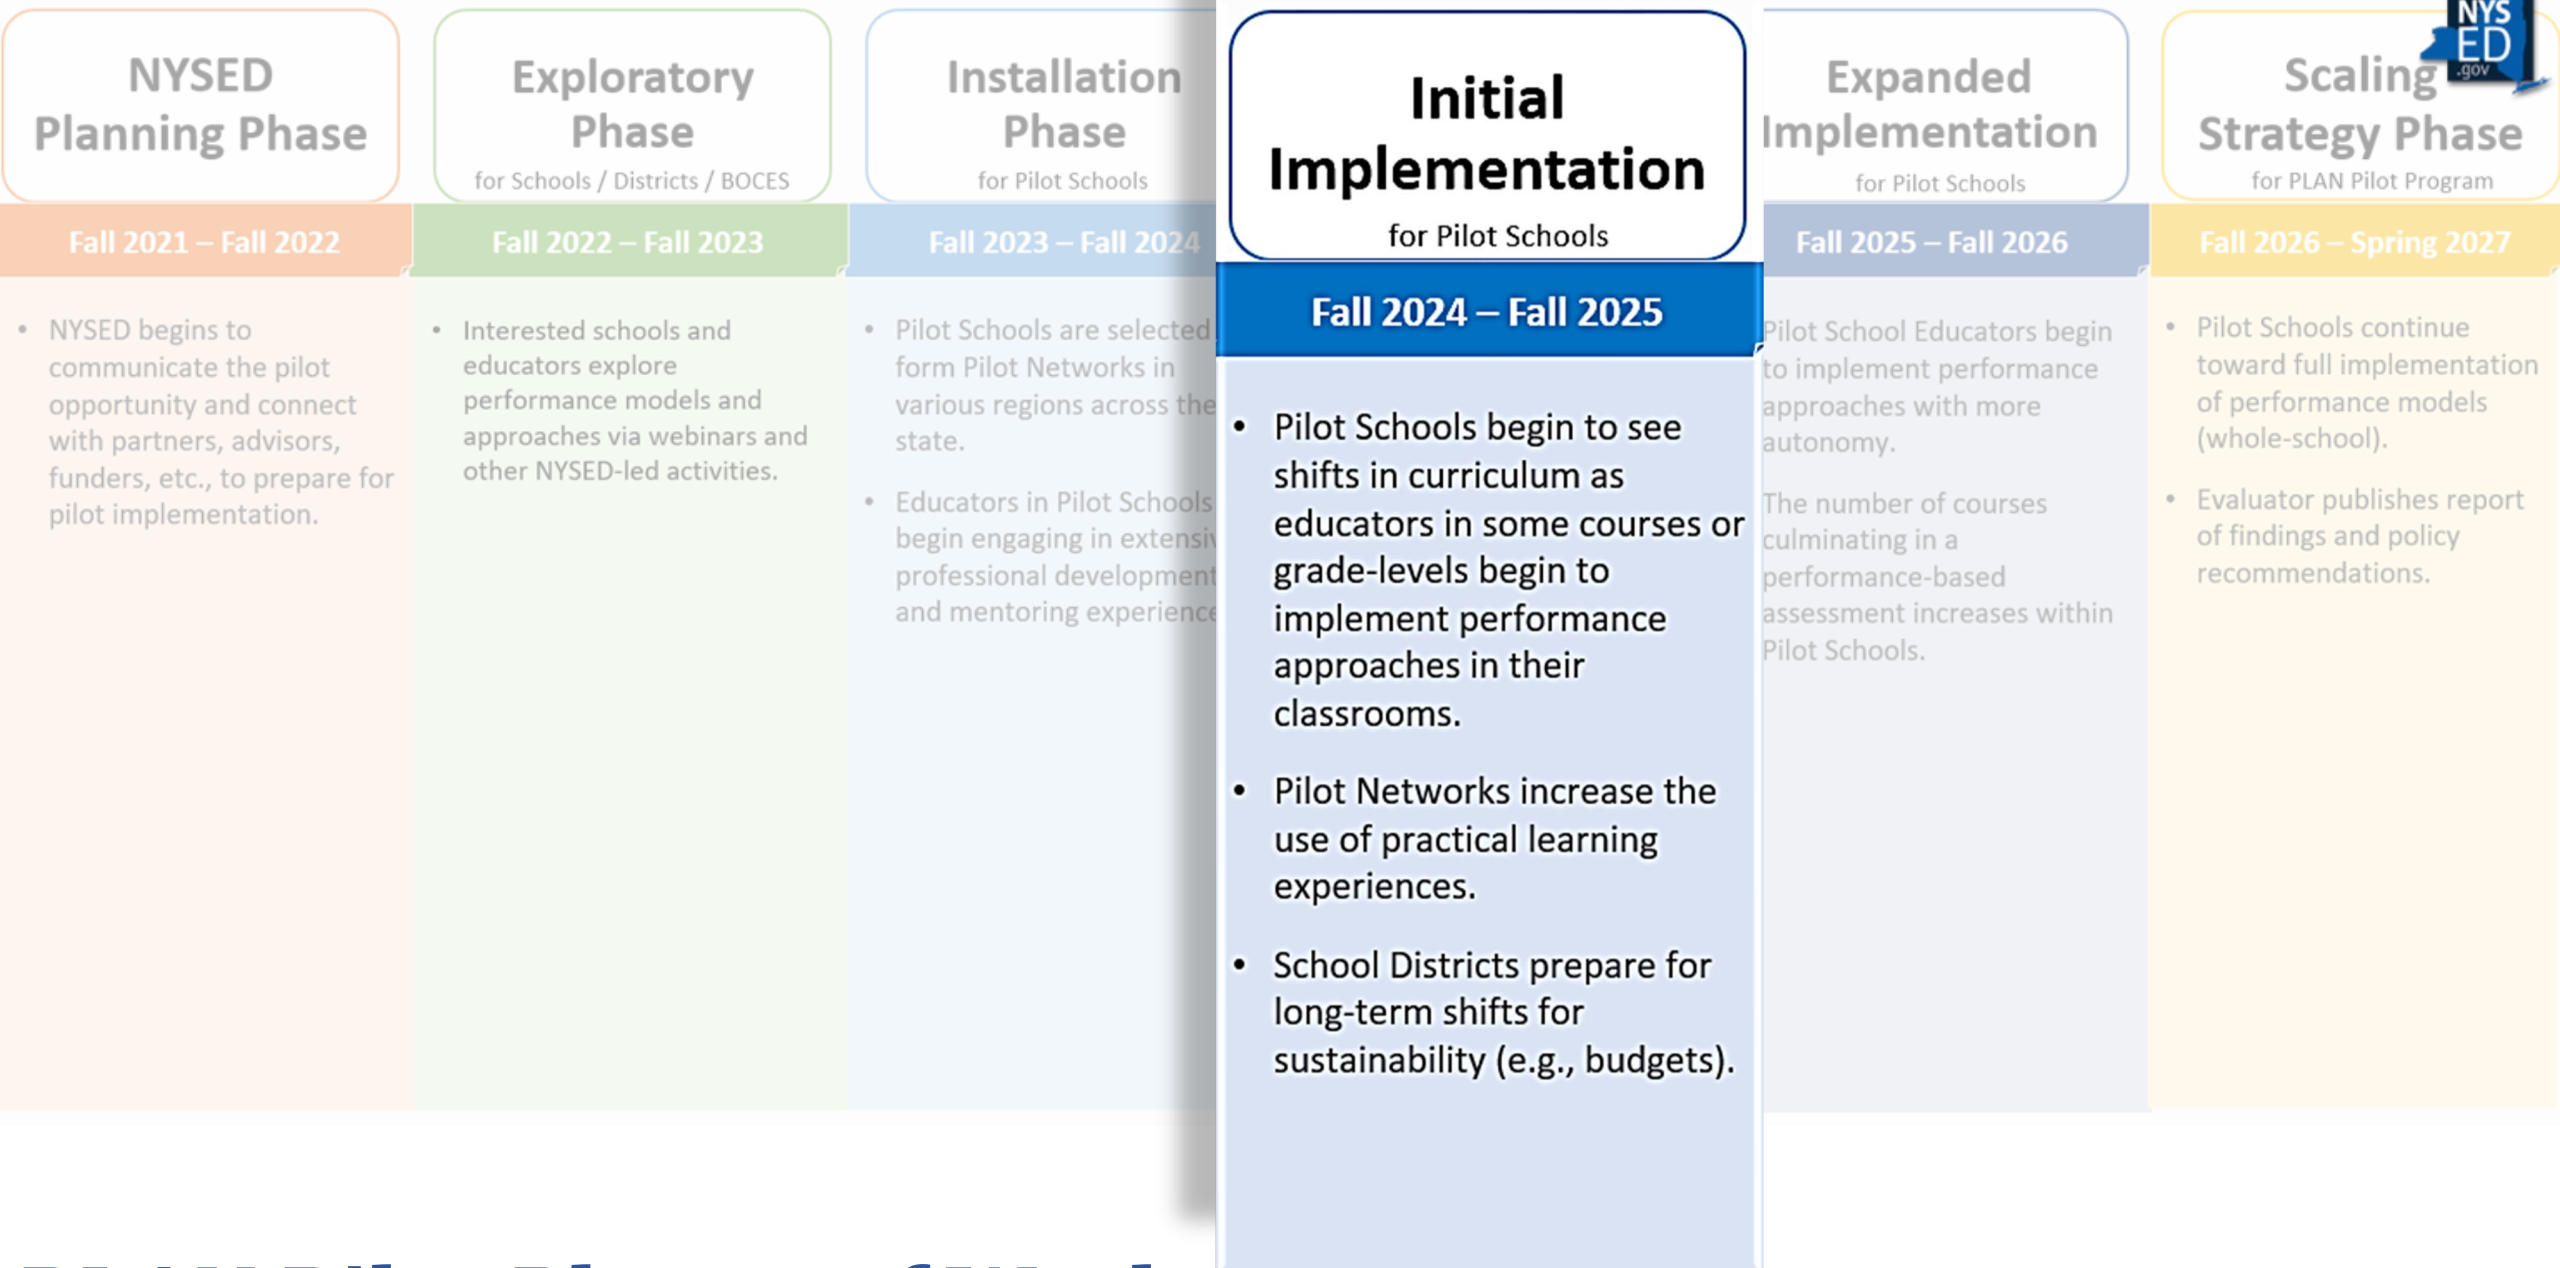 NYSED
Planning Phase
Fall 2021 – Fall 2022
• NYSED begins to
communicate the pilot
opportunity and connect
with partners, advisors,
funders, etc., to prepare for
pilot implementation.
Exploratory
Phase
for Schools / Districts / BOCES
Fall 2022 – Fall 2023
• Interested schools and
educators explore
performance models and
approaches via webinars and
other NYSED-led activities.
Installation
Phase
for Pilot Schools
Fall 2023 – Fall 2024
• Pilot Schools are selected
form Pilot Networks in
various regions across the
state.
• Educators in Pilot Schools
begin engaging in
professional development
and mentoring
Initial
Implementation
for Pilot Schools
Fall 2024 – Fall 2025
• Pilot Schools begin to see
shifts in curriculum as
educators in some courses or
grade-levels begin to
implement performance
approaches in their
classrooms.
• Pilot Networks increase the
use of practical learning
experiences.
• School Districts prepare for
long-term shifts for
sustainability (e.g., budgets).
Expanded
Implementation
for Pilot Schools
Fall 2025 – Fall 2026
Pilot School Educators begin
to implement performance
approaches with more
autonomy.
The number of courses
culminating in a
performance-based
assessment increases within
Pilot Schools.
Scaling
Strategy Phase
for PLAN Pilot Program
Fall 2026 – Spring 2027
• Pilot Schools continue
toward full implementation
of performance models
(whole-school).
• Evaluator publishes report
of findings and policy
recommendations.
NYS
ED
.gov